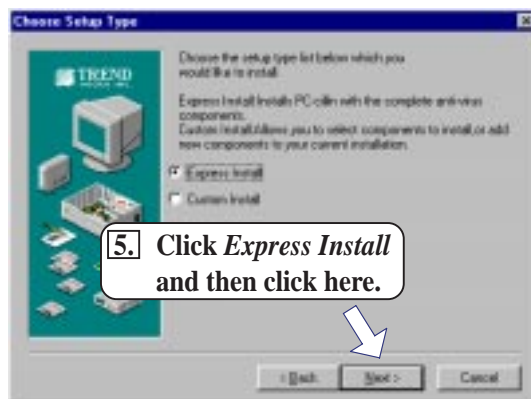 Choose Setup Type
TREND
MICRO INC.
Choose the setup type list below which you
would like to install.
Express Install:Installs PC-cillin with the complete anti-virus
components.
Custom Install:Allows you to select components to install,or add
new components to your current installation.
Express Install
Custom Install
5. Click Express Install
and then click here.
< Back
Next >
Cancel